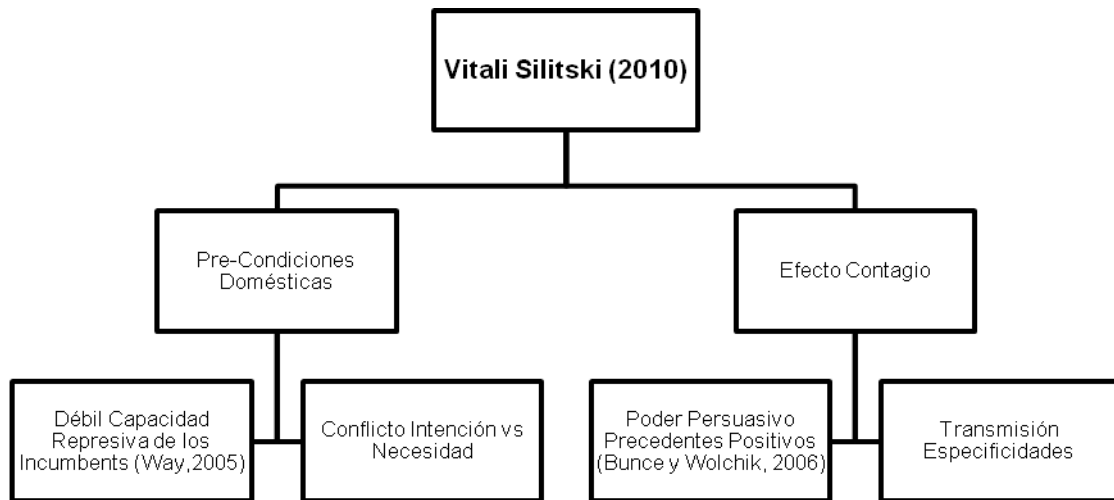 Vitali Silitski (2010)
Pre-Condiciones
Domésticas
Efecto Contagio
Débil Capacidad
Represiva de los
Incumbents (Way,2005)
Conflicto Intención vs
Necesidad
Poder Persuasivo
Precedentes Positivos
(Bunce y Wolchik, 2006)
Transmisión
Especificidades